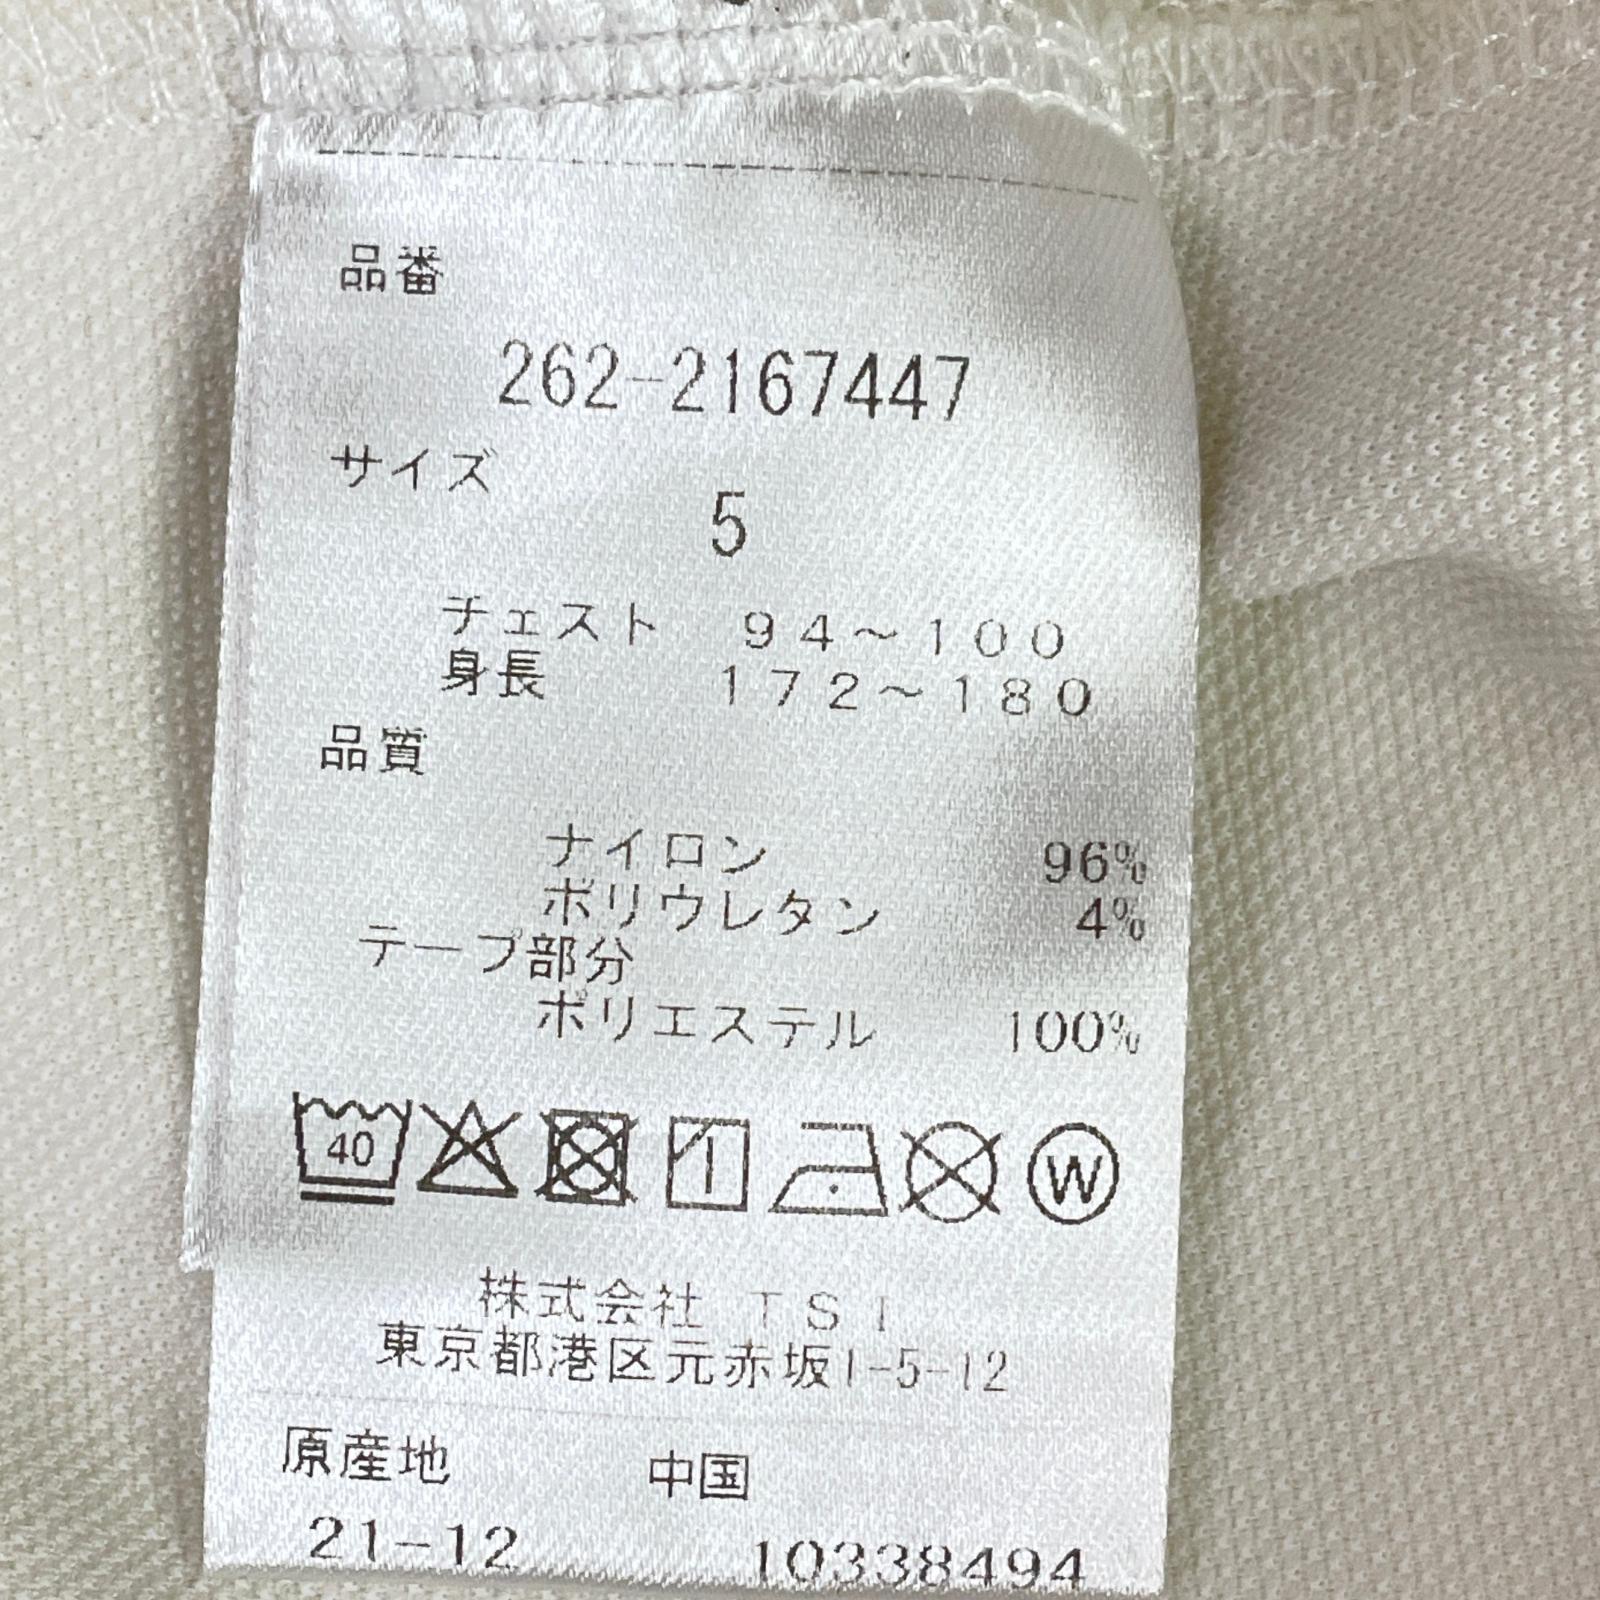 品番
262-2167447
サイズ
5
チェスト 94～100
身長 172～180
品質
ナイロン 96%
ポリウレタン 4%
テープ部分
ポリエステル 100%
40
W
株式会社 TSI
東京都港区元赤坂1-5-12
原産地 中国
21-12 10338494